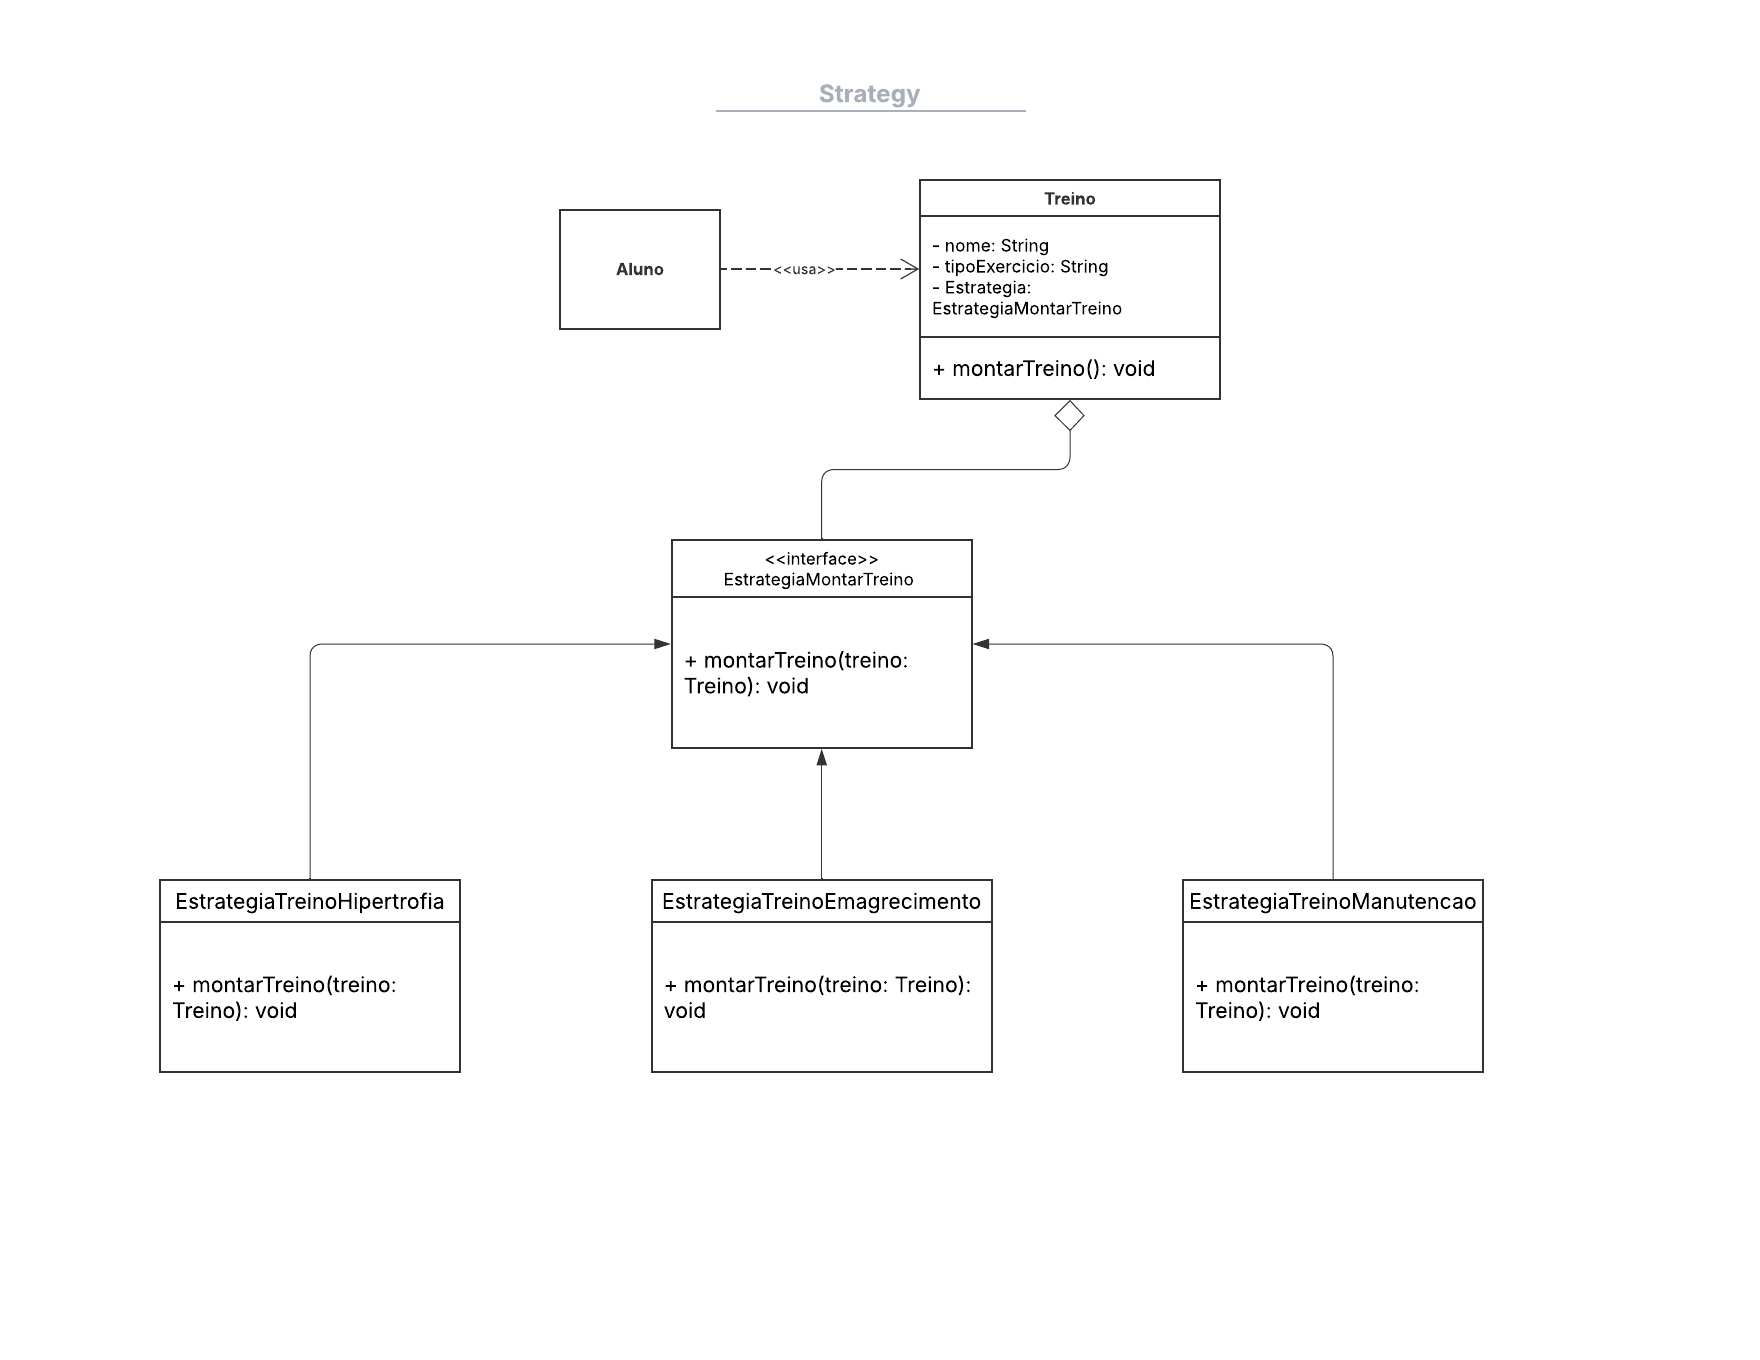 Strategy
Aluno
<<usa>>
Treino
- nome: String
- tipoExercicio: String
- Estrategia:
EstrategiaMontarTreino
+ montarTreino(): void
<<interface>>
EstrategiaMontarTreino
+ montarTreino(treino:
Treino): void
EstrategiaTreinoHipertrofia
+ montarTreino(treino:
Treino): void
EstrategiaTreinoEmagrecimento
+ montarTreino(treino: Treino):
void
EstrategiaTreinoManutencao
+ montarTreino(treino:
Treino): void